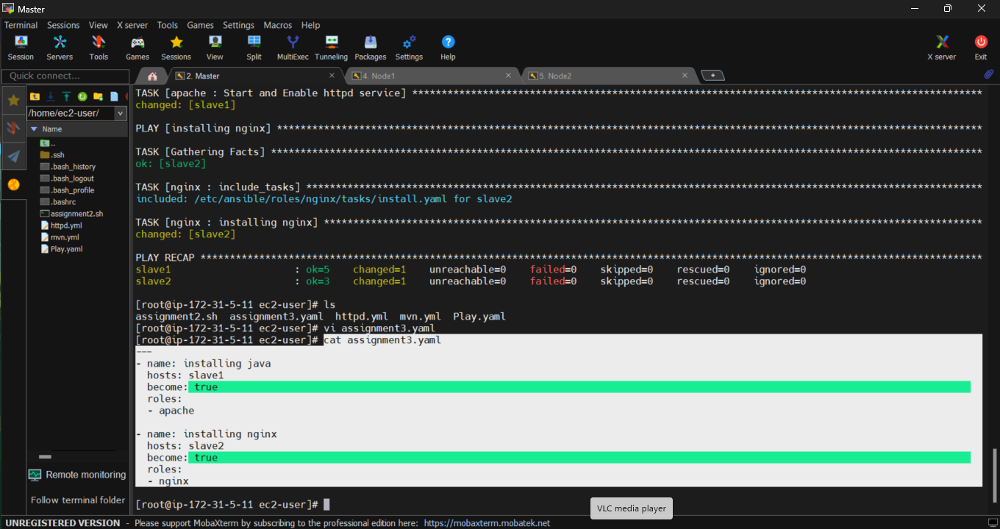 Master
Terminal Sessions View X server Tools Games Settings Macros Help
Session Servers Tools Games Sessions View Split MultiExec Tunneling Packages Settings Help X server Exit
Quick connect...
2. Master
4. Node1
5. Node2
/home/ec2-user/
Name
..
.ssh
.bash_history
.bash_logout
.bash_profile
.bashrc
assignment2.sh
httpd.yml
mvn.yml
Play.yaml
Remote monitoring
Follow terminal folder
TASK [apache : Start and Enable httpd service] *************************************************************************************************
changed: [slave1]
PLAY [installing nginx] ************************************************************************************************************************
TASK [Gathering Facts] *************************************************************************************************************************
ok: [slave2]
TASK [nginx : include_tasks] *******************************************************************************************************************
included: /etc/ansible/roles/nginx/tasks/install.yaml for slave2
TASK [nginx : installing nginx] ****************************************************************************************************************
changed: [slave2]
PLAY RECAP *************************************************************************************************************************************
slave1 : ok=5 changed=1 unreachable=0 failed=0 skipped=0 rescued=0 ignored=0
slave2 : ok=3 changed=1 unreachable=0 failed=0 skipped=0 rescued=0 ignored=0
[root@ip-172-31-5-11 ec2-user]# ls
assignment2.sh assignment3.yaml httpd.yml mvn.yml Play.yaml
[root@ip-172-31-5-11 ec2-user]# vi assignment3.yaml
[root@ip-172-31-5-11 ec2-user]# cat assignment3.yaml
---
- name: installing java
hosts: slave1
become: true
roles:
- apache
- name: installing nginx
hosts: slave2
become: true
roles:
- nginx
[root@ip-172-31-5-11 ec2-user]#
VLC media player
UNREGISTERED VERSION - Please support MobaXterm by subscribing to the professional edition here: https://mobaxterm.mobatek.net